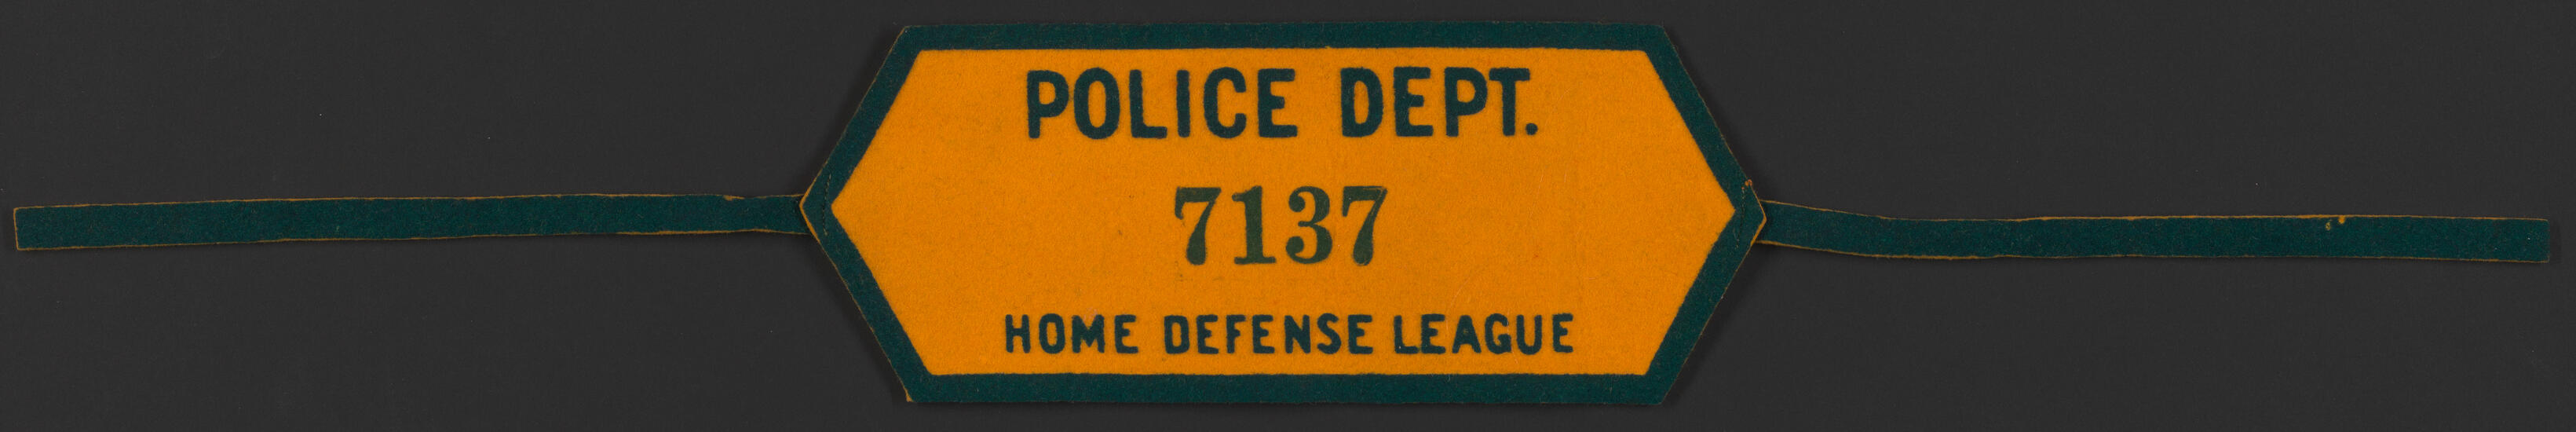 POLICE DEPT.
7137
HOME DEFENSE LEAGUE